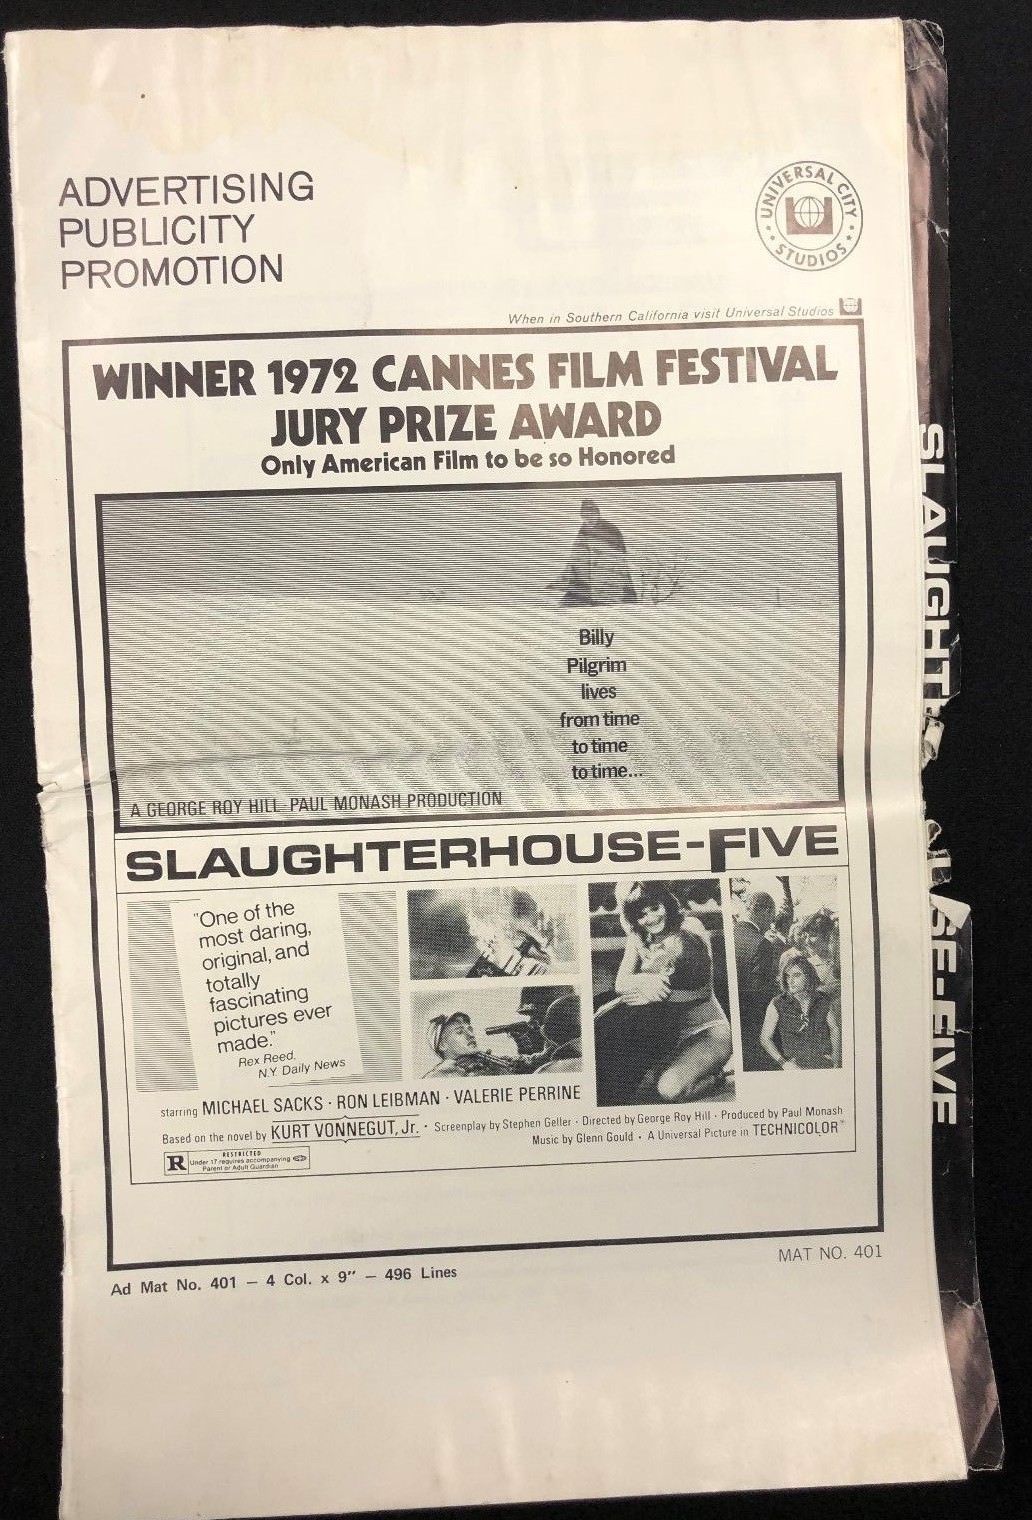 ADVERTISING
PUBLICITY
PROMOTION
UNIVERSAL CITY
STUDIOS
When in Southern California visit Universal Studios
WINNER 1972 CANNES FILM FESTIVAL
JURY PRIZE AWARD
Only American Film to be so Honored
Billy
Pilgrim
lives
from time
to time
to time...
A GEORGE ROY HILL-PAUL MONASH PRODUCTION
SLAUGHTERHOUSE-FIVE
"One of the
most daring,
original, and
totally
fascinating
pictures ever
made."
Rex Reed,
N.Y. Daily News
starring MICHAEL SACKS · RON LEIBMAN · VALERIE PERRINE
Based on the novel by KURT VONNEGUT, Jr. · Screenplay by Stephen Geller · Directed by George Roy Hill · Produced by Paul Monash
Music by Glenn Gould · A Universal Picture in TECHNICOLOR®
R RESTRICTED
Under 17 requires accompanying
Parent or Adult Guardian
MAT NO. 401
Ad Mat No. 401 — 4 Col. x 9" — 496 Lines
SLAUGHT
SE-FIVE